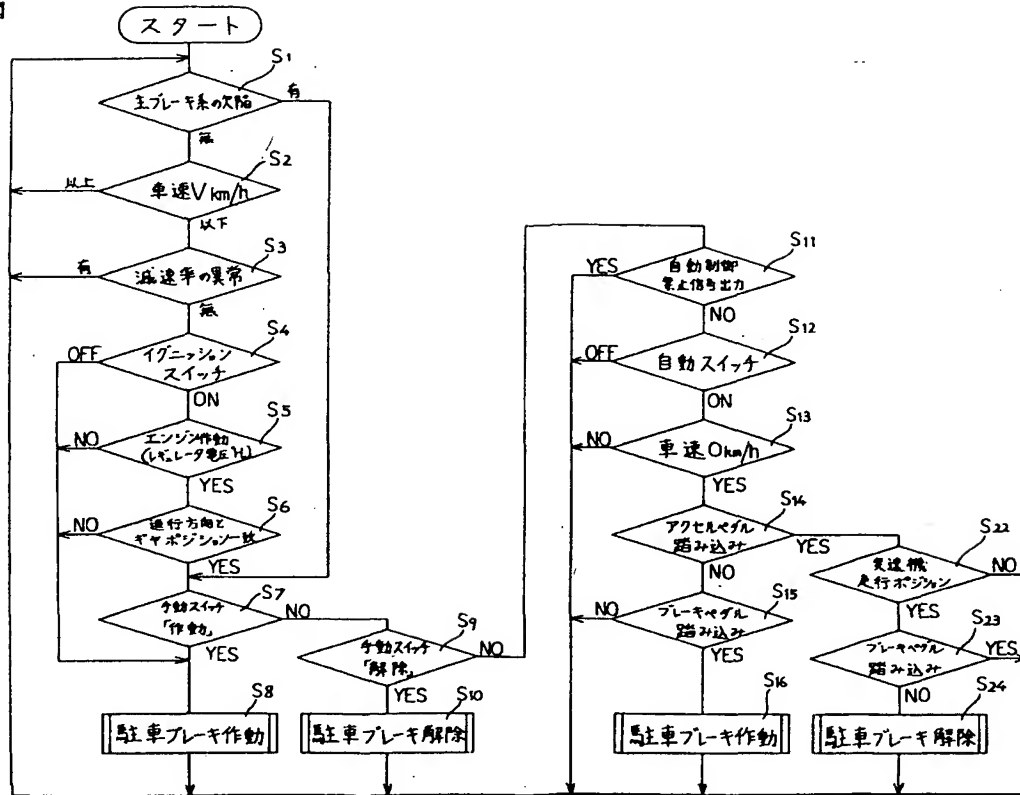 スタート
S1
主ブレーキ系の欠陥
有
無
S2
車速Vkm/h
以上
以下
S3
減速率の異常
有
無
S4
イグニッション
スイッチ
OFF
ON
S5
エンジン作動
(レギュレータ電圧H)
NO
YES
S6
進行方向と
ギヤポジション一致
NO
YES
S7
手動スイッチ
「作動」
NO
YES
S8
駐車ブレーキ作動
S9
手動スイッチ
「解除」
NO
YES
S10
駐車ブレーキ解除
S11
自動制御
禁止信号出力
YES
NO
S12
自動スイッチ
OFF
ON
S13
車速0km/h
NO
YES
S14
アクセルペダル
踏み込み
YES
NO
S15
ブレーキペダル
踏み込み
NO
YES
S16
駐車ブレーキ作動
S22
変速機
走行ポジション
NO
YES
S23
ブレーキペダル
踏み込み
YES
NO
S24
駐車ブレーキ解除